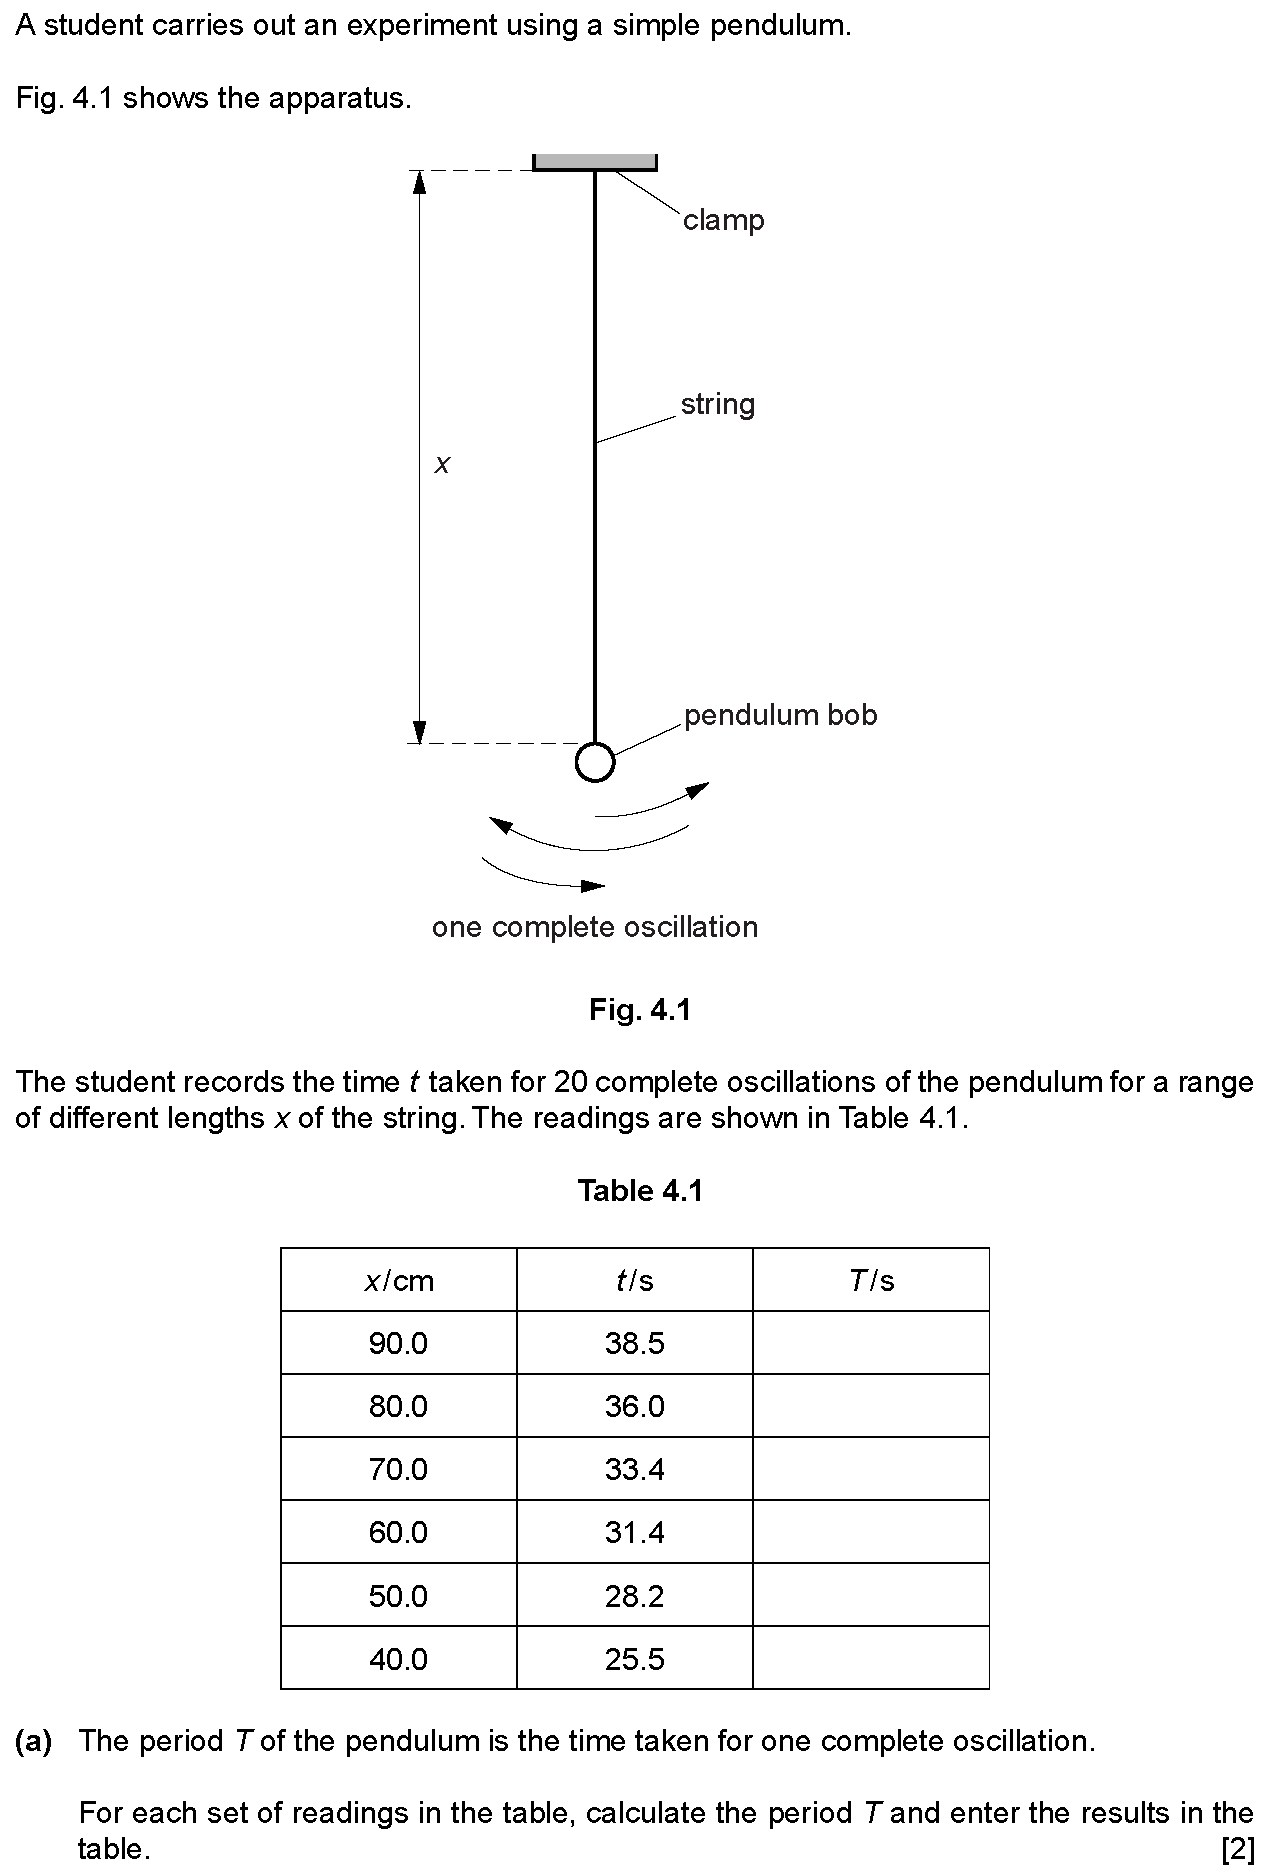 A student carries out an experiment using a simple pendulum.
Fig. 4.1 shows the apparatus.
clamp
string
x
pendulum bob
one complete oscillation
Fig. 4.1
The student records the time t taken for 20 complete oscillations of the pendulum for a range
of different lengths x of the string. The readings are shown in Table 4.1.
Table 4.1
x/cm t/s T/s
90.0 38.5
80.0 36.0
70.0 33.4
60.0 31.4
50.0 28.2
40.0 25.5
(a) The period T of the pendulum is the time taken for one complete oscillation.
For each set of readings in the table, calculate the period T and enter the results in the
table. [2]